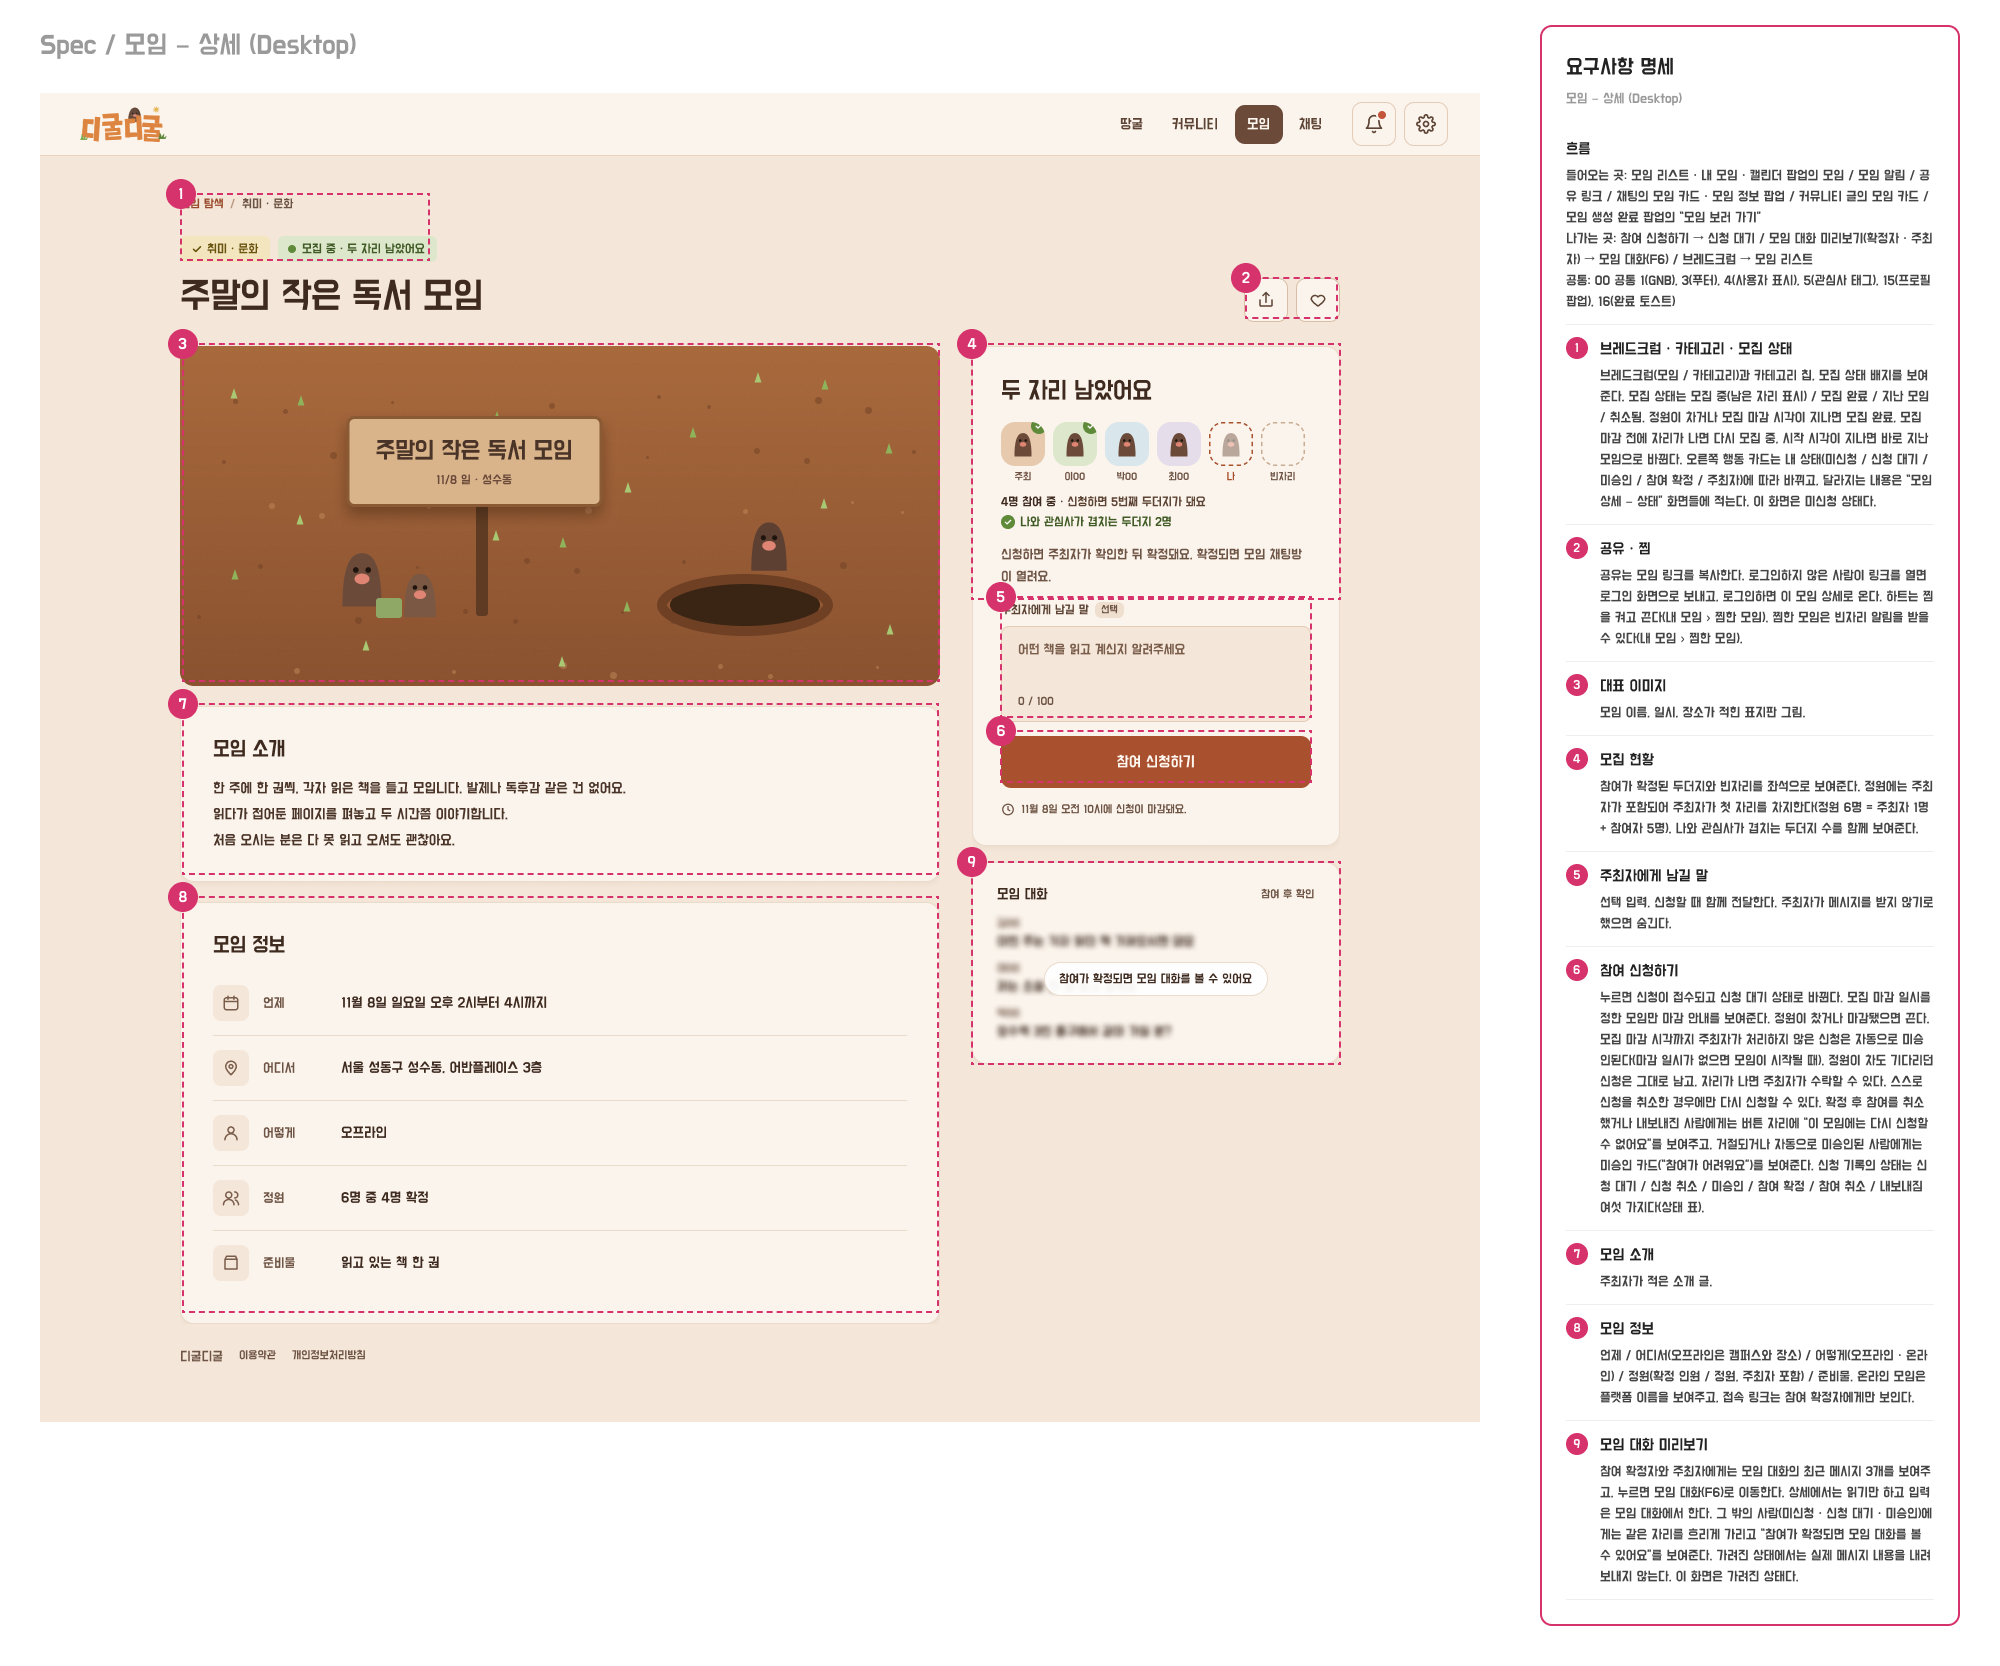 Spec / 모임 – 상세 (Desktop)
디굴디굴
땅굴
커뮤니티
모임
채팅
1
탐색 / 취미 · 문화
취미 · 문화
모집 중 · 두 자리 남았어요
주말의 작은 독서 모임
2
3
주말의 작은 독서 모임
11/8 일 · 성수동
4
두 자리 남았어요
주최
이00
박00
최00
나
빈자리
4명 참여 중 · 신청하면 5번째 두더지가 돼요
나와 관심사가 겹치는 두더지 2명
신청하면 주최자가 확인한 뒤 확정돼요. 확정되면 모임 채팅방
이 열려요.
5
주최자에게 남길 말 선택
어떤 책을 읽고 계신지 알려주세요
0 / 100
6
참여 신청하기
11월 8일 오전 10시에 신청이 마감돼요.
7
모임 소개
한 주에 한 권씩, 각자 읽은 책을 들고 모입니다. 발제나 독후감 같은 건 없어요.
읽다가 접어둔 페이지를 펴놓고 두 시간쯤 이야기합니다.
처음 오시는 분은 다 못 읽고 오셔도 괜찮아요.
8
모임 정보
언제 11월 8일 일요일 오후 2시부터 4시까지
어디서 서울 성동구 성수동, 어반플레이스 3층
어떻게 오프라인
정원 6명 중 4명 확정
준비물 읽고 있는 책 한 권
9
모임 대화
참여 후 확인
참여가 확정되면 모임 대화를 볼 수 있어요
디굴디굴 이용약관 개인정보처리방침
요구사항 명세
모임 – 상세 (Desktop)
흐름
들어오는 곳: 모임 리스트 · 내 모임 · 캘린더 팝업의 모임 / 모임 알림 / 공
유 링크 / 채팅의 모임 카드 · 모임 정보 팝업 / 커뮤니티 글의 모임 카드 /
모임 생성 완료 팝업의 "모임 보러 가기"
나가는 곳: 참여 신청하기 → 신청 대기 / 모임 대화 미리보기(확정자 · 주최
자) → 모임 대화(F6) / 브레드크럼 → 모임 리스트
공통: 00 공통 1(GNB), 3(푸터), 4(사용자 표시), 5(관심사 태그), 15(프로필
팝업), 16(완료 토스트)
1 브레드크럼 · 카테고리 · 모집 상태
브레드크럼(모임 / 카테고리)과 카테고리 칩, 모집 상태 배지를 보여
준다. 모집 상태는 모집 중(남은 자리 표시) / 모집 완료 / 지난 모임
/ 취소됨. 정원이 차거나 모집 마감 시각이 지나면 모집 완료, 모집
마감 전에 자리가 나면 다시 모집 중, 시작 시각이 지나면 바로 지난
모임으로 바뀐다. 오른쪽 행동 카드는 내 상태(미신청 / 신청 대기 /
미승인 / 참여 확정 / 주최자)에 따라 바뀌고, 달라지는 내용은 "모임
상세 – 상태" 화면들에 적는다. 이 화면은 미신청 상태다.
2 공유 · 찜
공유는 모임 링크를 복사한다. 로그인하지 않은 사람이 링크를 열면
로그인 화면으로 보내고, 로그인하면 이 모임 상세로 온다. 하트는 찜
을 켜고 끈다(내 모임 › 찜한 모임). 찜한 모임은 빈자리 알림을 받을
수 있다(내 모임 › 찜한 모임).
3 대표 이미지
모임 이름, 일시, 장소가 적힌 표지판 그림.
4 모집 현황
참여가 확정된 두더지와 빈자리를 좌석으로 보여준다. 정원에는 주최
자가 포함되어 주최자가 첫 자리를 차지한다(정원 6명 = 주최자 1명
+ 참여자 5명). 나와 관심사가 겹치는 두더지 수를 함께 보여준다.
5 주최자에게 남길 말
선택 입력. 신청할 때 함께 전달한다. 주최자가 메시지를 받지 않기로
했으면 숨긴다.
6 참여 신청하기
누르면 신청이 접수되고 신청 대기 상태로 바뀐다. 모집 마감 일시를
정한 모임만 마감 안내를 보여준다. 정원이 찼거나 마감됐으면 끈다.
모집 마감 시각까지 주최자가 처리하지 않은 신청은 자동으로 미승
인된다(마감 일시가 없으면 모임이 시작될 때). 정원이 차도 기다리던
신청은 그대로 남고, 자리가 나면 주최자가 수락할 수 있다. 스스로
신청을 취소한 경우에만 다시 신청할 수 있다. 확정 후 참여를 취소
했거나 내보내진 사람에게는 버튼 자리에 "이 모임에는 다시 신청할
수 없어요"를 보여주고, 거절되거나 자동으로 미승인된 사람에게는
미승인 카드("참여가 어려워요")를 보여준다. 신청 기록의 상태는 신
청 대기 / 신청 취소 / 미승인 / 참여 확정 / 참여 취소 / 내보내짐
여섯 가지다(상태 표).
7 모임 소개
주최자가 적은 소개 글.
8 모임 정보
언제 / 어디서(오프라인은 캠퍼스와 장소) / 어떻게(오프라인 · 온라
인) / 정원(확정 인원 / 정원, 주최자 포함) / 준비물. 온라인 모임은
플랫폼 이름을 보여주고, 접속 링크는 참여 확정자에게만 보인다.
9 모임 대화 미리보기
참여 확정자와 주최자에게는 모임 대화의 최근 메시지 3개를 보여주
고, 누르면 모임 대화(F6)로 이동한다. 상세에서는 읽기만 하고 입력
은 모임 대화에서 한다. 그 밖의 사람(미신청 · 신청 대기 · 미승인)에
게는 같은 자리를 흐리게 가리고 "참여가 확정되면 모임 대화를 볼
수 있어요"를 보여준다. 가려진 상태에서는 실제 메시지 내용을 내려
보내지 않는다. 이 화면은 가려진 상태다.